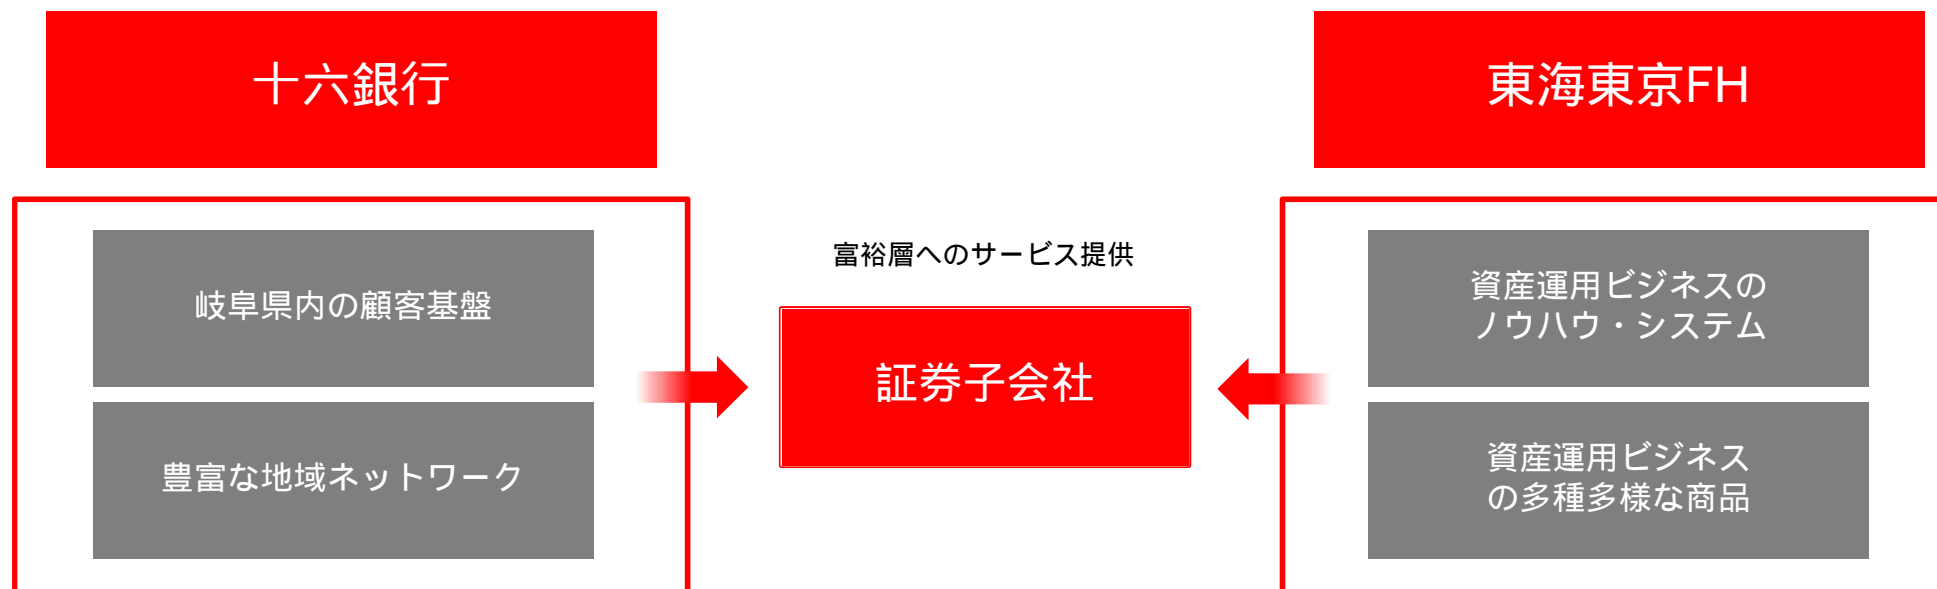 十六銀行
東海東京FH
岐阜県内の顧客基盤
豊富な地域ネットワーク
富裕層へのサービス提供
証券子会社
資産運用ビジネスの
ノウハウ・システム
資産運用ビジネス
の多種多様な商品